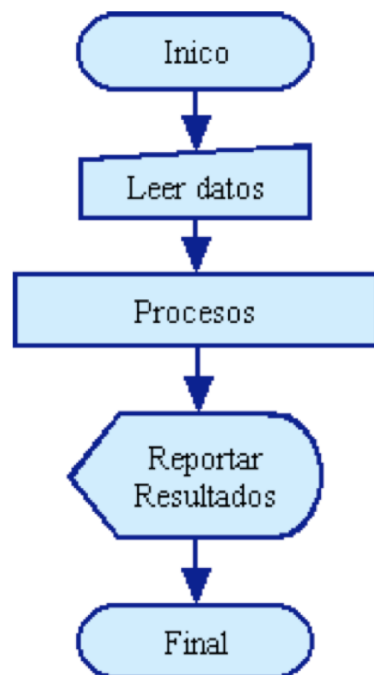 Inico
Leer datos
Procesos
Reportar
Resultados
Final